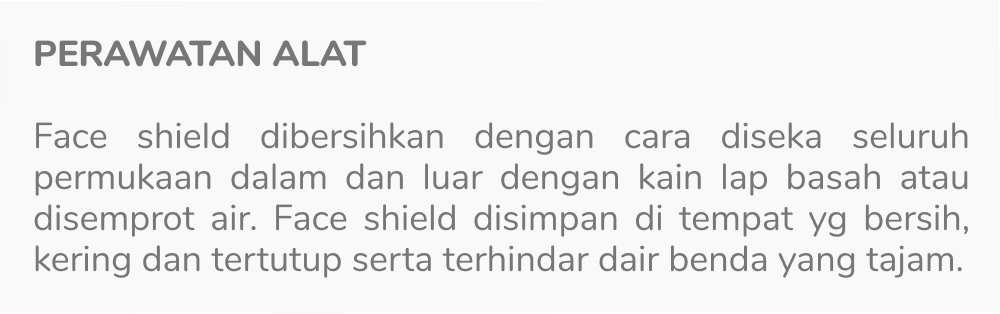 PERAWATAN ALAT
Face shield dibersihkan dengan cara diseka seluruh
permukaan dalam dan luar dengan kain lap basah atau
disemprot air. Face shield disimpan di tempat yg bersih,
kering dan tertutup serta terhindar dair benda yang tajam.